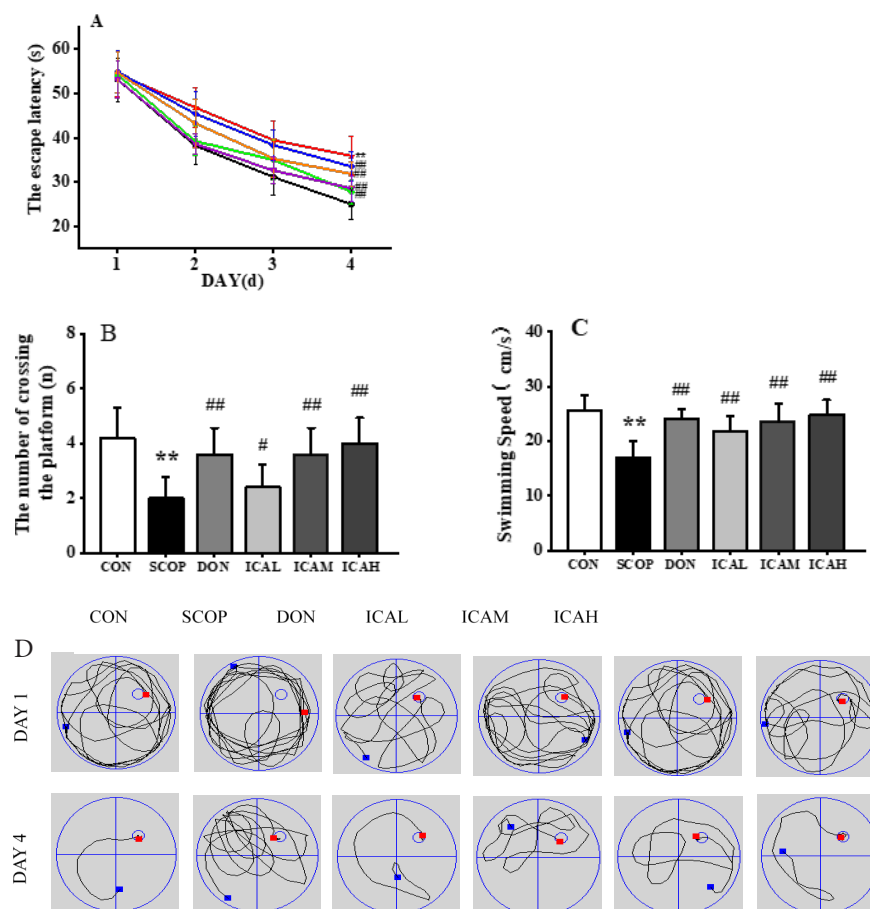 A
The escape latency (s)
60
50
40
30
20
**
##
##
##
##
1 2 3 4
DAY(d)
B
The number of crossing
the platform (n)
8
6
4
2
0
** ## # ## ##
CON SCOP DON ICAL ICAM ICAH
C
Swimming Speed ( cm/s)
40
30
20
10
0
** ## ## ## ##
CON SCOP DON ICAL ICAM ICAH
CON SCOP DON ICAL ICAM ICAH
D
DAY 1
DAY 4